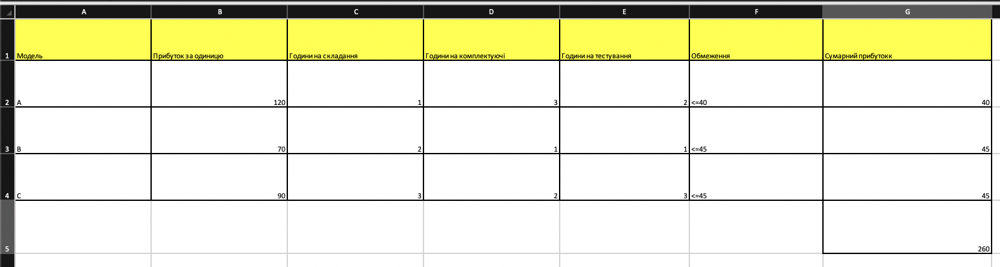 A B C D E F G
1 Модель Прибуток за одиницю Години на складання Години на комплектуючі Години на тестування Обмеження Сумарний прибутокк
2 A 120 1 3 2 <=40 40
3 B 70 2 1 1 <=45 45
4 C 90 3 2 3 <=45 45
5 260